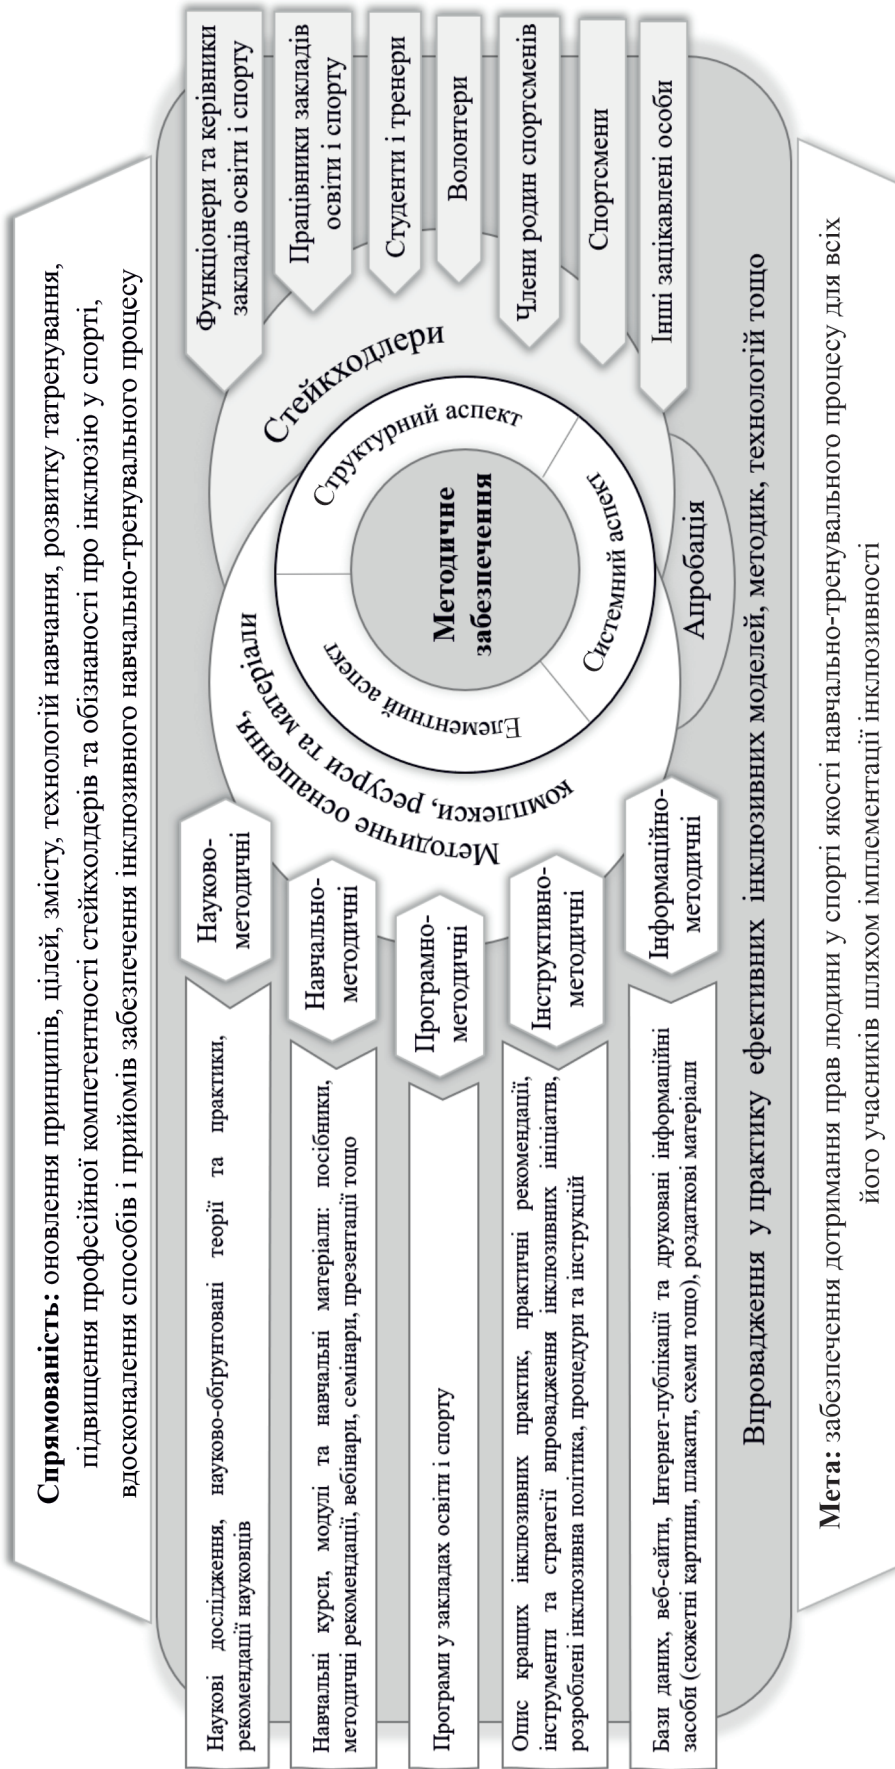 Спрямованість: оновлення принципів, цілей, змісту, технологій навчання, розвитку татренування,
підвищення професійної компетентності стейкхолдерів та обізнаності про інклюзію у спорті,
вдосконалення способів і прийомів забезпечення інклюзивного навчально-тренувального процесу
Наукові дослідження, науково-обґрунтовані теорії та практики,
рекомендації науковців
Науково-
методичні
Навчальні курси, модулі та навчальні матеріали: посібники,
методичні рекомендації, вебінари, семінари, презентації тощо
Навчально-
методичні
Програми у закладах освіти і спорту
Програмно-
методичні
Опис кращих інклюзивних практик, практичні рекомендації,
інструменти та стратегії впровадження інклюзивних ініціатив,
розроблені інклюзивна політика, процедури та інструкцій
Інструктивно-
методичні
Бази даних, веб-сайти, Інтернет-публікації та друковані інформаційні
засоби (сюжетні картини, плакати, схеми тощо), роздаткові матеріали
Інформаційно-
методичні
Методичне оснащення,
комплекси, ресурси та матеріали
Елементний аспект
Структурний аспект
Системний аспект
Методичне
забезпечення
Стейкходлери
Апробація
Функціонери та керівники
закладів освіти і спорту
Працівники закладів
освіти і спорту
Студенти і тренери
Волонтери
Члени родин спортсменів
Спортсмени
Інші зацікавлені особи
Впровадження у практику ефективних інклюзивних моделей, методик, технологій тощо
Мета: забезпечення дотримання прав людини у спорті якості навчально-тренувального процесу для всіх
його учасників шляхом імплементації інклюзивності